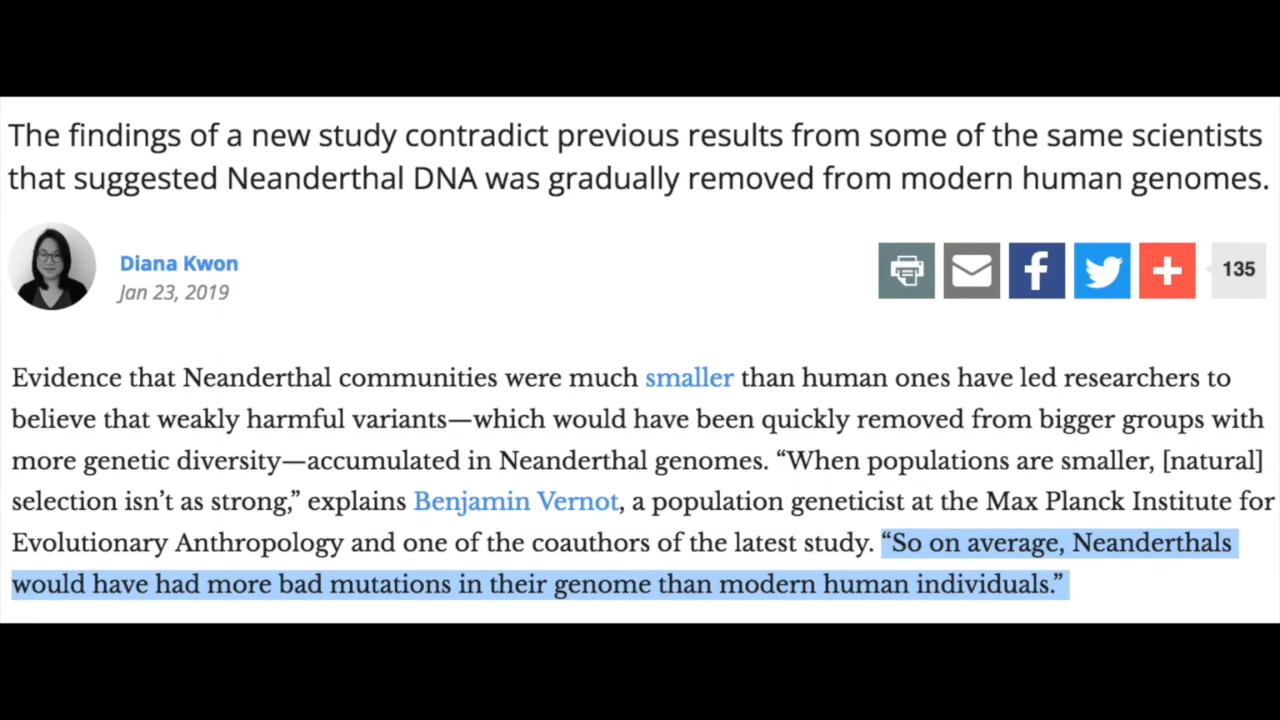 The findings of a new study contradict previous results from some of the same scientists
that suggested Neanderthal DNA was gradually removed from modern human genomes.
Diana Kwon
Jan 23, 2019
135
Evidence that Neanderthal communities were much smaller than human ones have led researchers to
believe that weakly harmful variants—which would have been quickly removed from bigger groups with
more genetic diversity—accumulated in Neanderthal genomes. “When populations are smaller, [natural]
selection isn’t as strong,” explains Benjamin Vernot, a population geneticist at the Max Planck Institute for
Evolutionary Anthropology and one of the coauthors of the latest study. “So on average, Neanderthals
would have had more bad mutations in their genome than modern human individuals.”